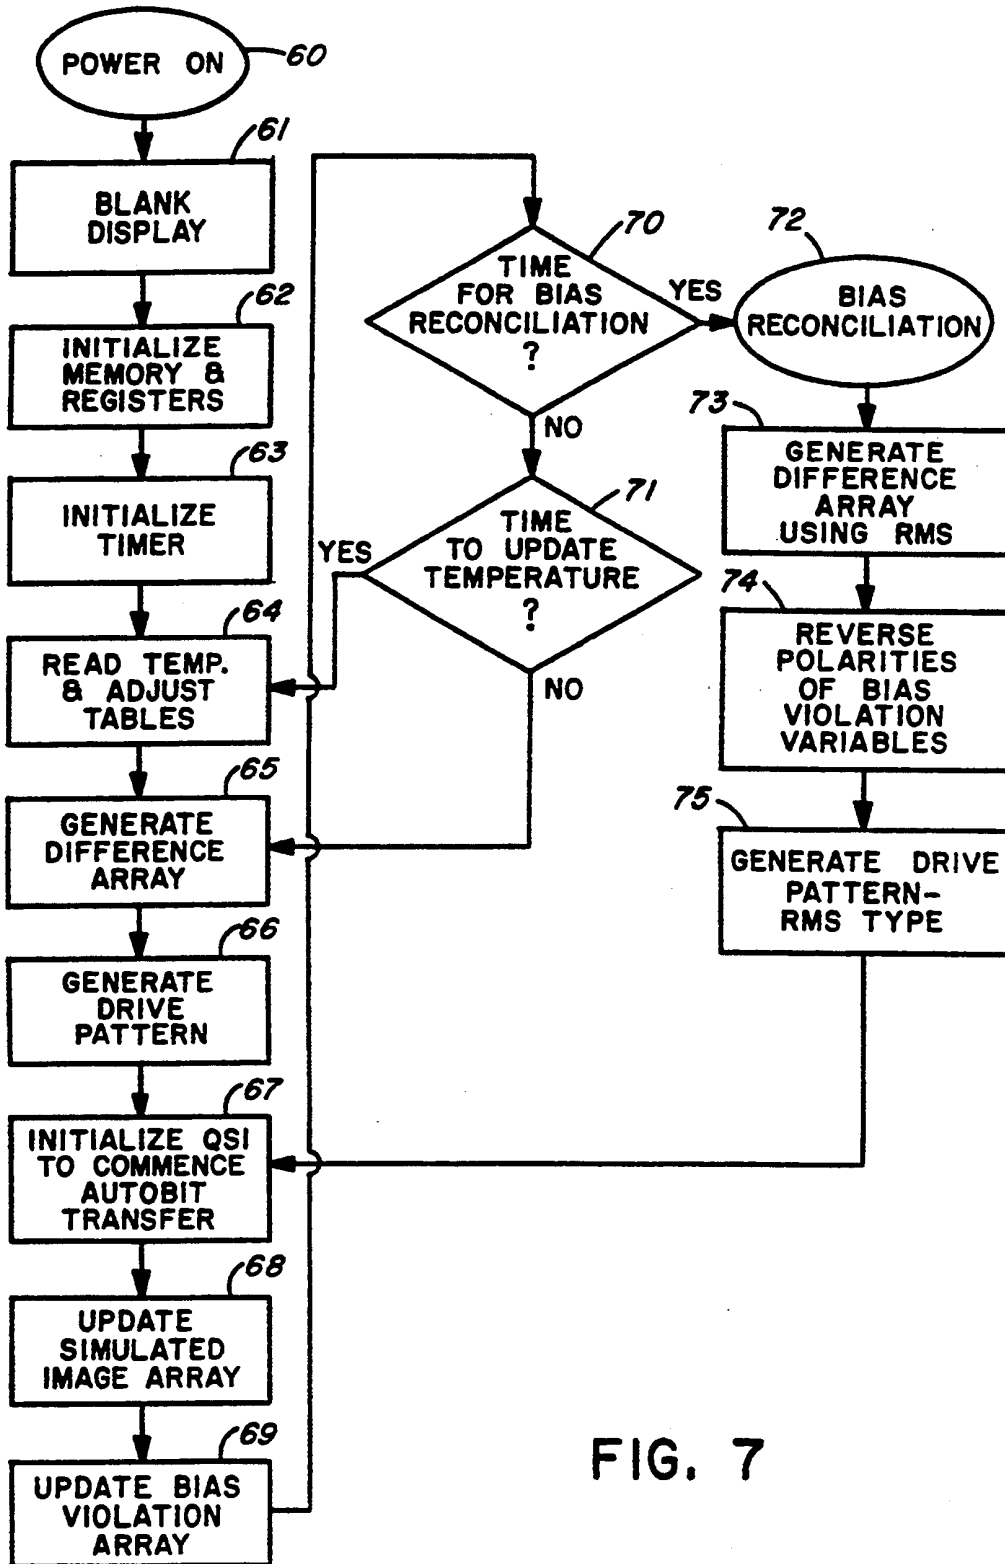 POWER ON
60
61
BLANK
DISPLAY
62
INITIALIZE
MEMORY &
REGISTERS
63
INITIALIZE
TIMER
64
READ TEMP.
& ADJUST
TABLES
65
GENERATE
DIFFERENCE
ARRAY
66
GENERATE
DRIVE
PATTERN
67
INITIALIZE QSI
TO COMMENCE
AUTOBIT
TRANSFER
68
UPDATE
SIMULATED
IMAGE ARRAY
69
UPDATE BIAS
VIOLATION
ARRAY
70
TIME
FOR BIAS
RECONCILIATION
?
YES
NO
71
TIME
TO UPDATE
TEMPERATURE
?
YES
NO
72
BIAS
RECONCILIATION
73
GENERATE
DIFFERENCE
ARRAY
USING RMS
74
REVERSE
POLARITIES
OF BIAS
VIOLATION
VARIABLES
75
GENERATE DRIVE
PATTERN-
RMS TYPE
FIG. 7